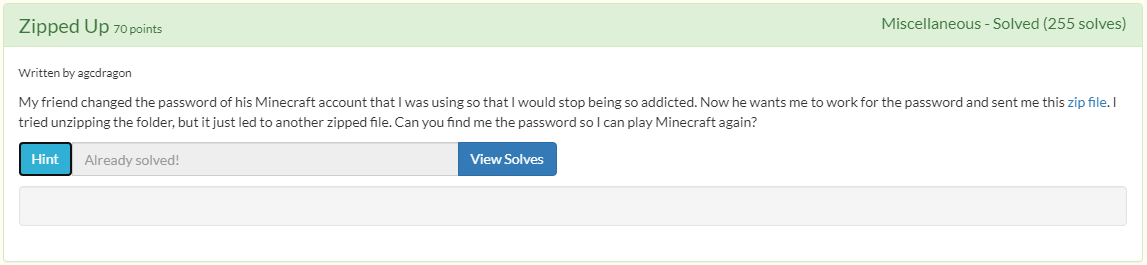 Zipped Up 70 points
Miscellaneous - Solved (255 solves)
Written by agcdragon
My friend changed the password of his Minecraft account that I was using so that I would stop being so addicted. Now he wants me to work for the password and sent me this zip file. I
tried unzipping the folder, but it just led to another zipped file. Can you find me the password so I can play Minecraft again?
Hint Already solved! View Solves